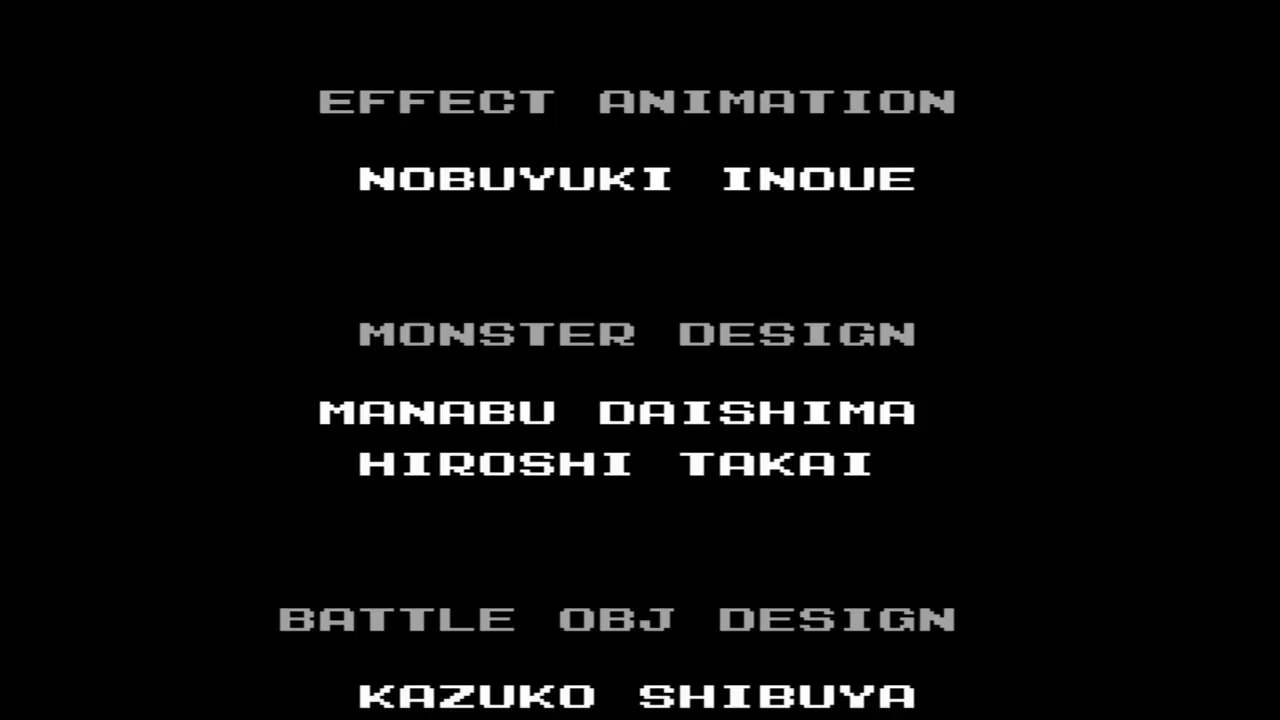 EFFECT ANIMATION
NOBUYUKI INOUE
MONSTER DESIGN
MANABU DAISHIMA
HIROSHI TAKAI
BATTLE OBJ DESIGN
KAZUKO SHIBUYA